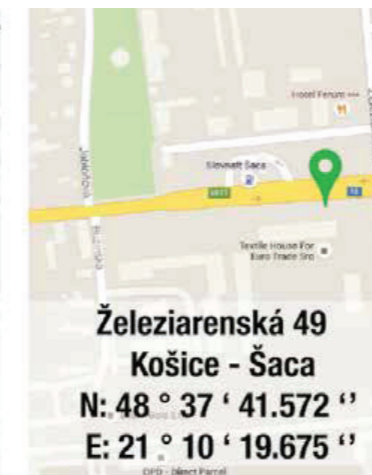 Hotel Ferum
Slovnaft Šaca
Textile House For
Euro Trade Sro
Železiarenská 49
Košice - Šaca
N: 48 ° 37 ‘ 41.572 ‘’
E: 21 ° 10 ‘ 19.675 ‘’
DPD - Direct Parcel